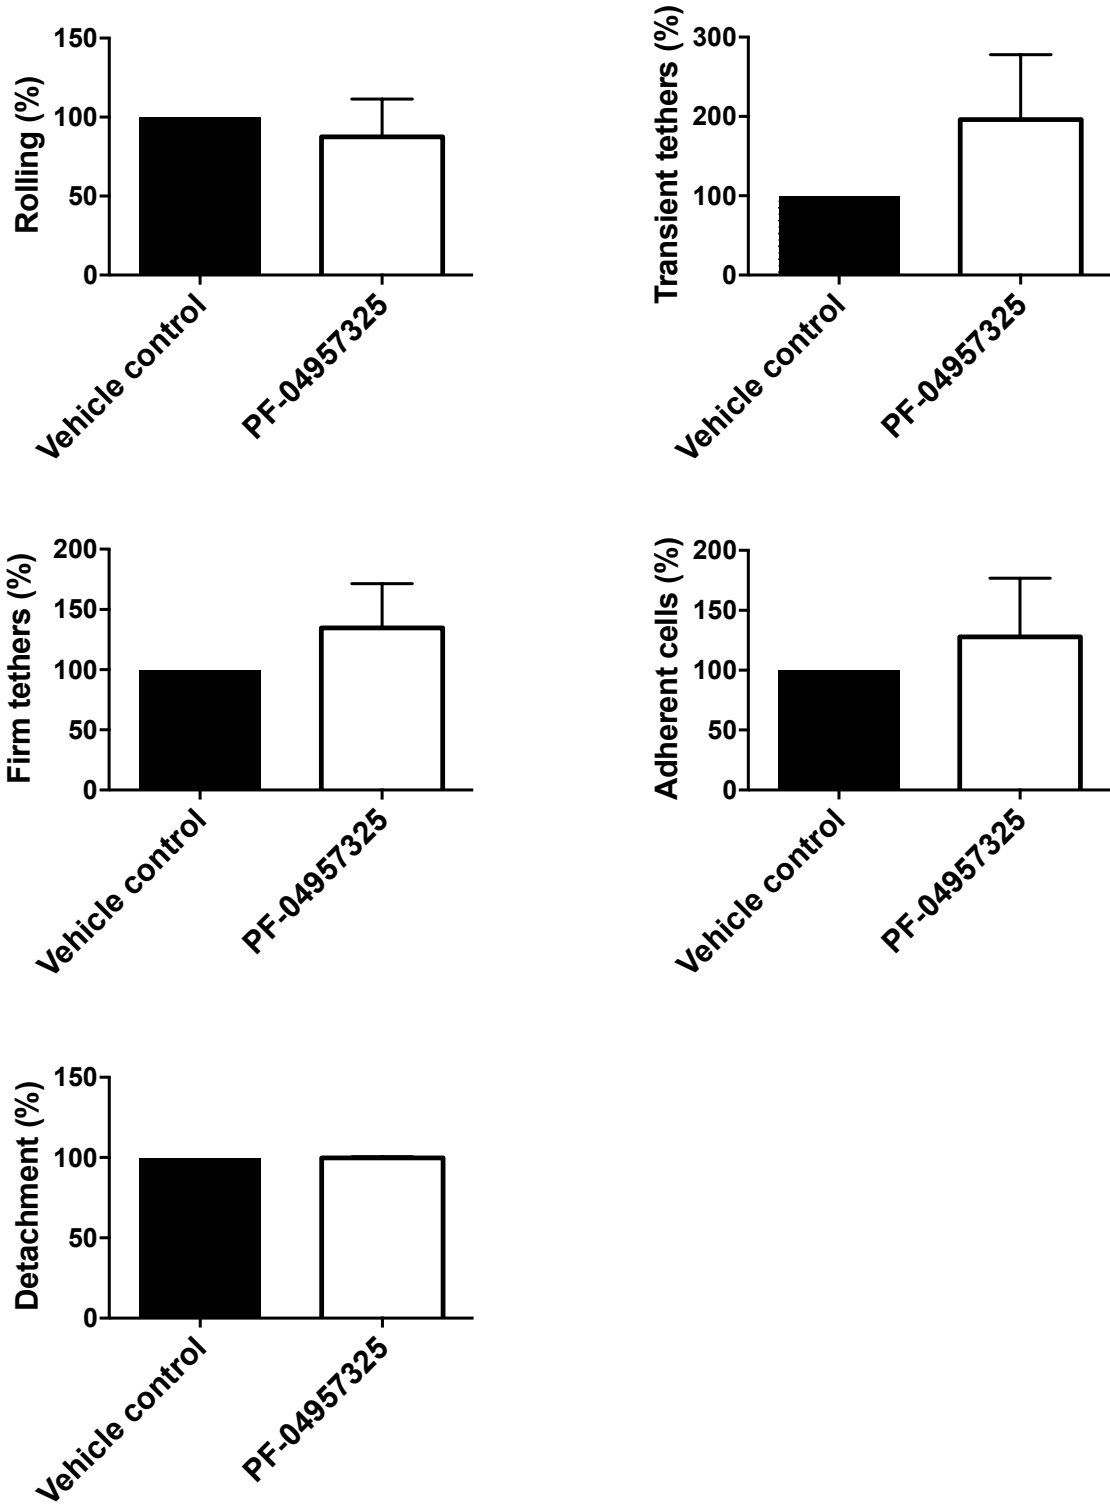 Rolling (%)
150
100
50
0
Vehicle control
PF-04957325
Transient tethers (%)
300
200
100
0
Vehicle control
PF-04957325
Firm tethers (%)
200
150
100
50
0
Vehicle control
PF-04957325
Adherent cells (%)
200
150
100
50
0
Vehicle control
PF-04957325
Detachment (%)
150
100
50
0
Vehicle control
PF-04957325